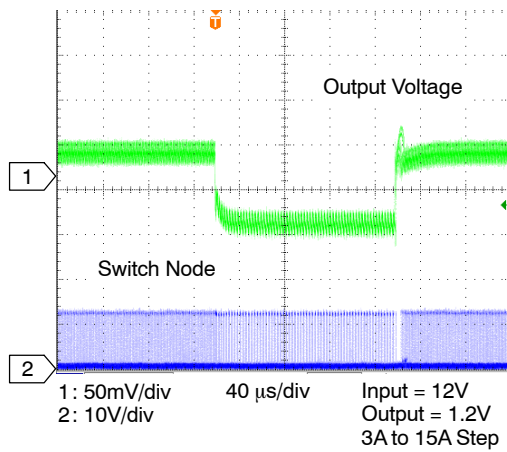 T
Output Voltage
1
Switch Node
2
1: 50mV/div 40 μs/div Input = 12V
2: 10V/div Output = 1.2V
3A to 15A Step